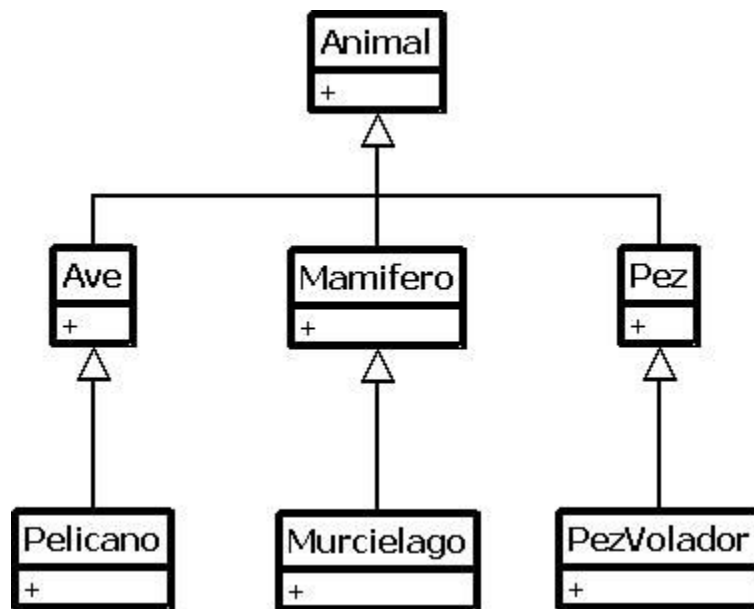 Animal
+
Ave
Mamifero
Pez
+
+
+
Pelicano
Murcielago
PezVolador
+
+
+